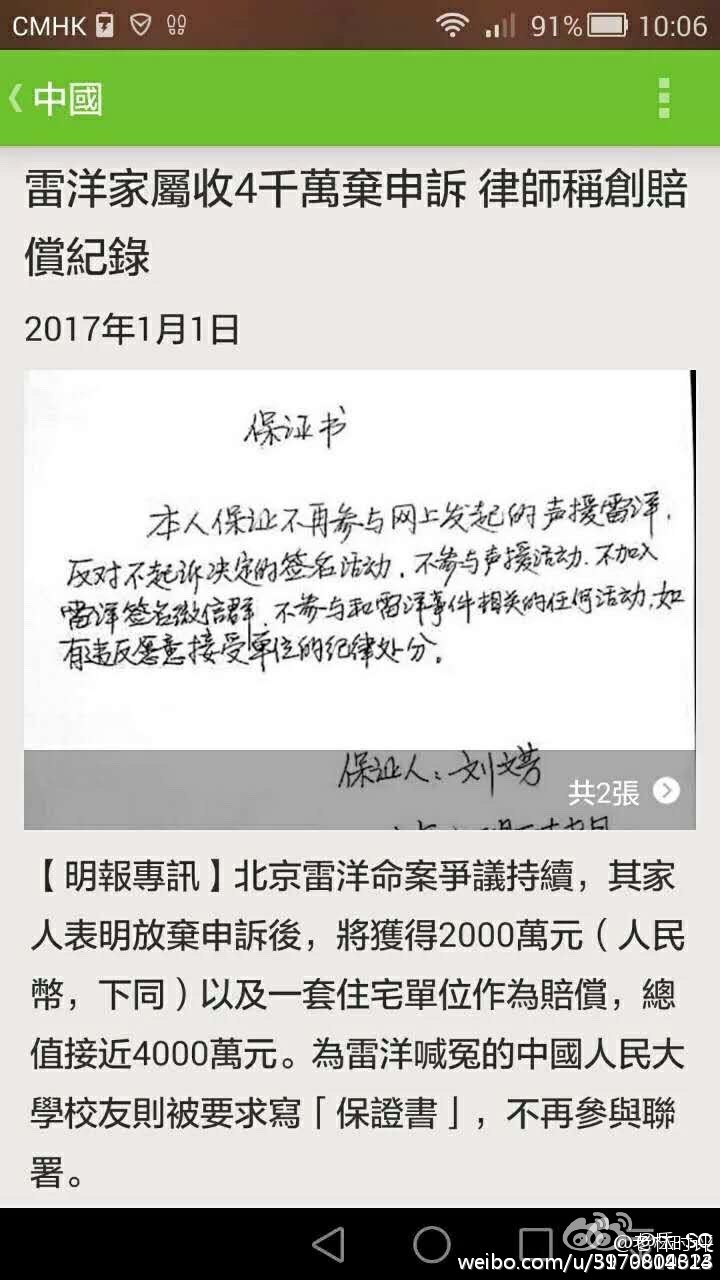 CMHK 91% 10:06
中國
雷洋家屬收4千萬棄申訴 律師稱創賠
償紀錄
2017年1月1日
保证书
本人保证不再参与网上发起的声援雷洋,
反对不起诉决定的签名活动,不参与声援活动.不加入
雷洋签名微信群.不参与和雷洋事件相关的任何活动,如
有违反愿意接受单位的纪律处分。
保证人:刘文芳
共2張
【明報專訊】北京雷洋命案爭議持續，其家
人表明放棄申訴後，將獲得2000萬元（人民
幣，下同）以及一套住宅單位作為賠償，總
值接近4000萬元。為雷洋喊冤的中國人民大
學校友則被要求寫「保證書」，不再參與聯
署。
weibo.com/u/